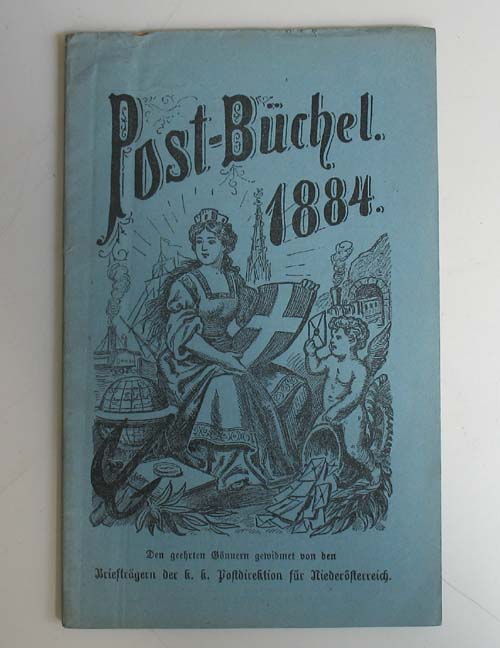 Post-Büchel.
1884.
Den geehrten Gönnern gewidmet von den
Briefträgern der k. k. Postdirektion für Niederösterreich.